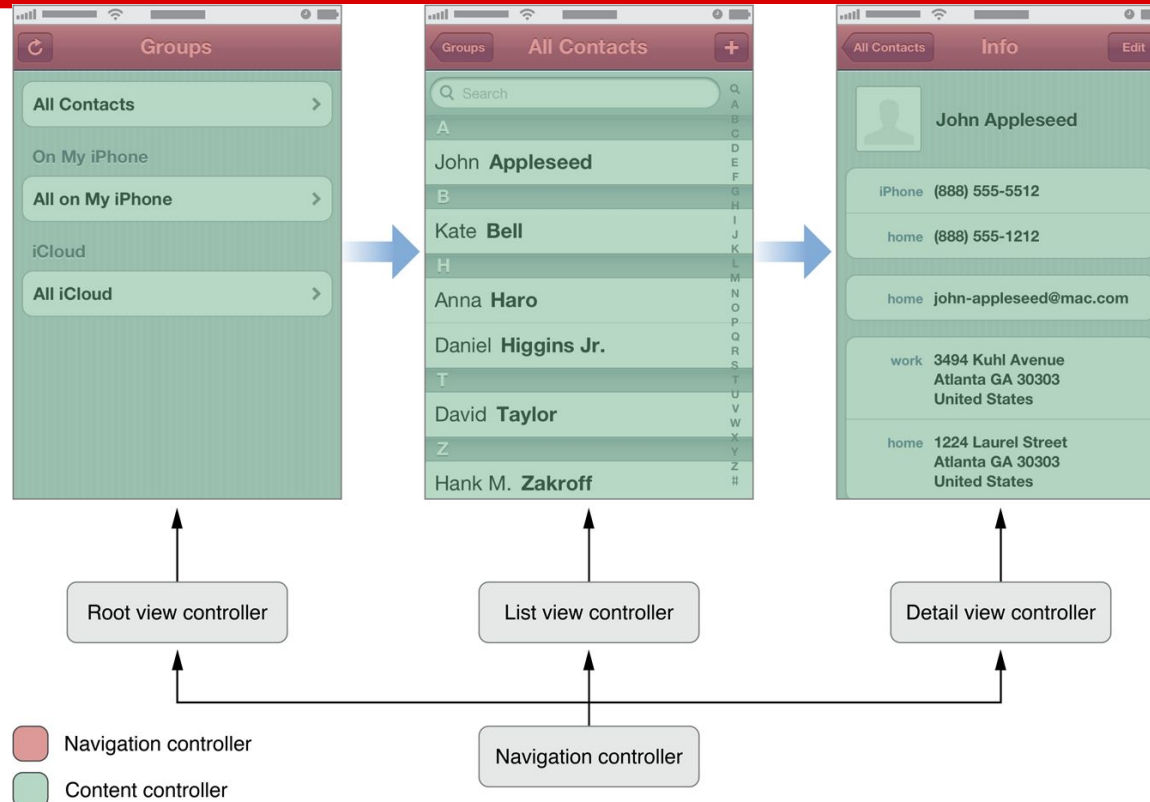 Groups
All Contacts
On My iPhone
All on My iPhone
iCloud
All iCloud
Groups All Contacts +
Search
A
John Appleseed
B
Kate Bell
H
Anna Haro
Daniel Higgins Jr.
T
David Taylor
Z
Hank M. Zakroff
A
B
C
D
E
F
G
H
I
J
K
L
M
N
O
P
Q
R
S
T
U
V
W
X
Y
Z
#
All Contacts Info Edit
John Appleseed
iPhone (888) 555-5512
home (888) 555-1212
home john-appleseed@mac.com
work 3494 Kuhl Avenue
Atlanta GA 30303
United States
home 1224 Laurel Street
Atlanta GA 30303
United States
Root view controller
List view controller
Detail view controller
Navigation controller
Navigation controller
Content controller